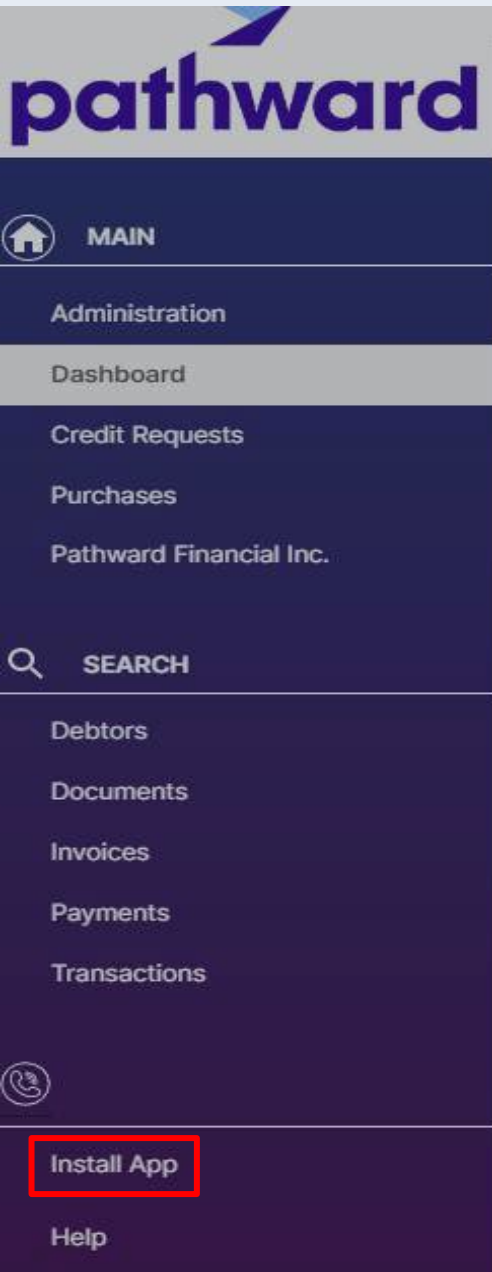 pathward
MAIN
Administration
Dashboard
Credit Requests
Purchases
Pathward Financial Inc.
SEARCH
Debtors
Documents
Invoices
Payments
Transactions
Install App
Help